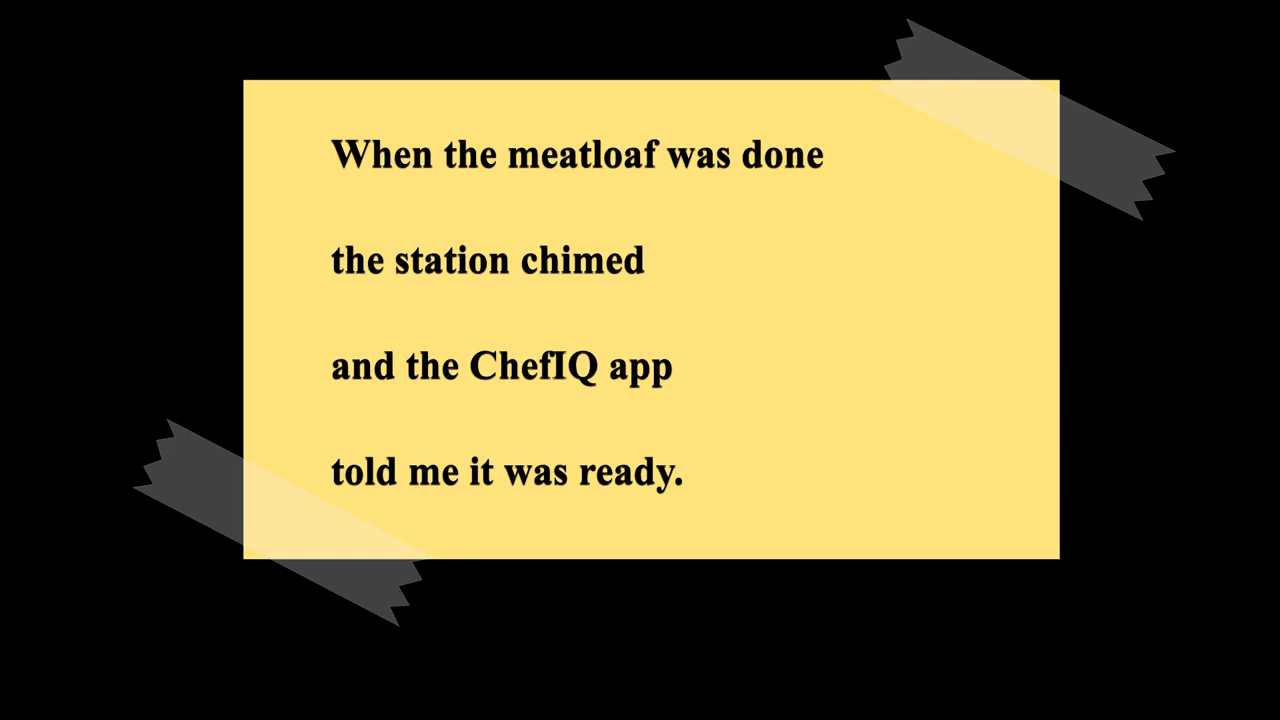 When the meatloaf was done
the station chimed
and the ChefIQ app
told me it was ready.